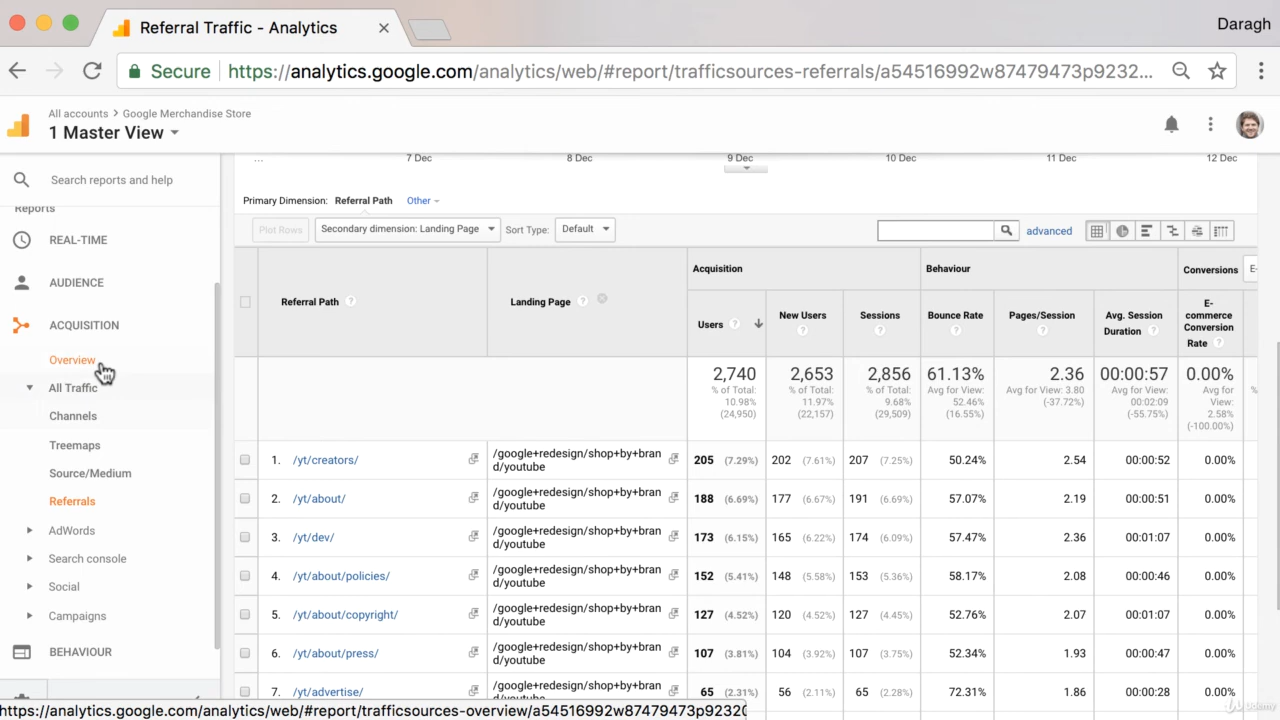 Referral Traffic - Analytics
Daragh
Secure
https://analytics.google.com/analytics/web/#report/trafficsources-referrals/a54516992w87479473p9232...
All accounts > Google Merchandise Store
1 Master View
Search reports and help
Reports
REAL-TIME
AUDIENCE
ACQUISITION
Overview
All Traffic
Channels
Treemaps
Source/Medium
Referrals
AdWords
Search console
Social
Campaigns
BEHAVIOUR
... 7 Dec 8 Dec 9 Dec 10 Dec 11 Dec 12 Dec
Primary Dimension: Referral Path Other
Plot Rows Secondary dimension: Landing Page Sort Type: Default advanced
Acquisition Behaviour Conversions E-
Referral Path ? Landing Page ? Users ? New Users ? Sessions ? Bounce Rate ? Pages/Session ? Avg. Session Duration ? E-commerce Conversion Rate ?
2,740 2,653 2,856 61.13% 2.36 00:00:57 0.00%
% of Total: 10.98% (24,950) % of Total: 11.97% (22,157) % of Total: 9.68% (29,509) Avg for View: 52.46% (16.55%) Avg for View: 3.80 (-37.72%) Avg for View: 00:02:09 (-55.75%) Avg for View: 2.58% (-100.00%) %
1. /yt/creators/ /google+redesign/shop+by+brand/youtube 205 (7.29%) 202 (7.61%) 207 (7.25%) 50.24% 2.54 00:00:52 0.00%
2. /yt/about/ /google+redesign/shop+by+brand/youtube 188 (6.69%) 177 (6.67%) 191 (6.69%) 57.07% 2.19 00:00:51 0.00%
3. /yt/dev/ /google+redesign/shop+by+brand/youtube 173 (6.15%) 165 (6.22%) 174 (6.09%) 57.47% 2.36 00:01:07 0.00%
4. /yt/about/policies/ /google+redesign/shop+by+brand/youtube 152 (5.41%) 148 (5.58%) 153 (5.36%) 58.17% 2.08 00:00:46 0.00%
5. /yt/about/copyright/ /google+redesign/shop+by+brand/youtube 127 (4.52%) 120 (4.52%) 127 (4.45%) 52.76% 2.07 00:01:07 0.00%
6. /yt/about/press/ /google+redesign/shop+by+brand/youtube 107 (3.81%) 104 (3.92%) 107 (3.75%) 52.34% 1.93 00:00:47 0.00%
7. /yt/advertise/ /google+redesign/shop+by+bran 65 (2.31%) 56 (2.11%) 65 (2.28%) 72.31% 1.86 00:00:28 0.00%
https://analytics.google.com/analytics/web/#report/trafficsources-overview/a54516992w87479473p9232
Udemy